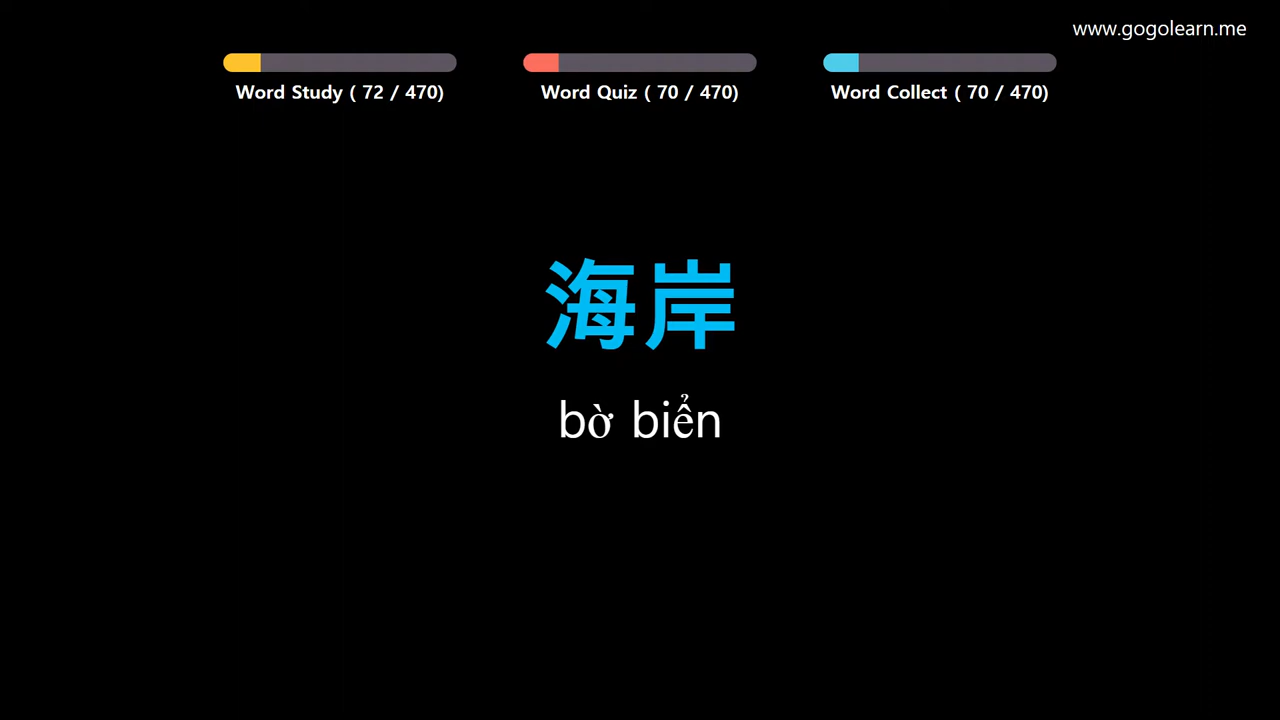 www.gogolearn.me
Word Study ( 72 / 470)
Word Quiz ( 70 / 470)
Word Collect ( 70 / 470)
海岸
bờ biển